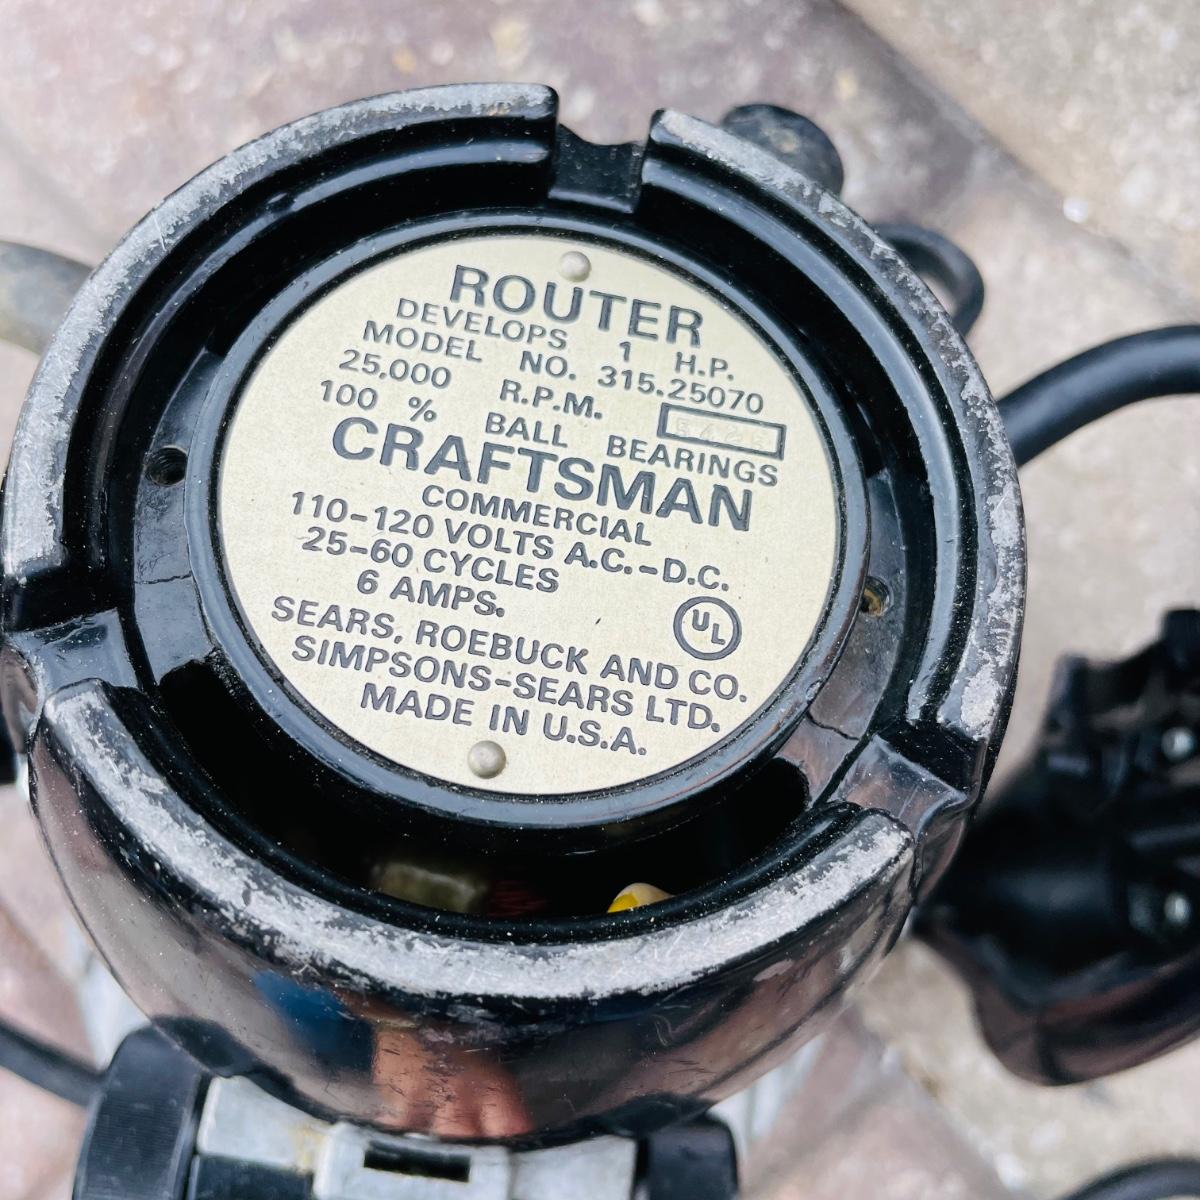 ROUTER
DEVELOPS 1 H.P.
MODEL NO. 315.25070
25,000 R.P.M.
100 % BALL BEARINGS
CRAFTSMAN
COMMERCIAL
110-120 VOLTS A.C.-D.C.
25-60 CYCLES
6 AMPS.
UL
SEARS, ROEBUCK AND CO.
SIMPSONS-SEARS LTD.
MADE IN U.S.A.